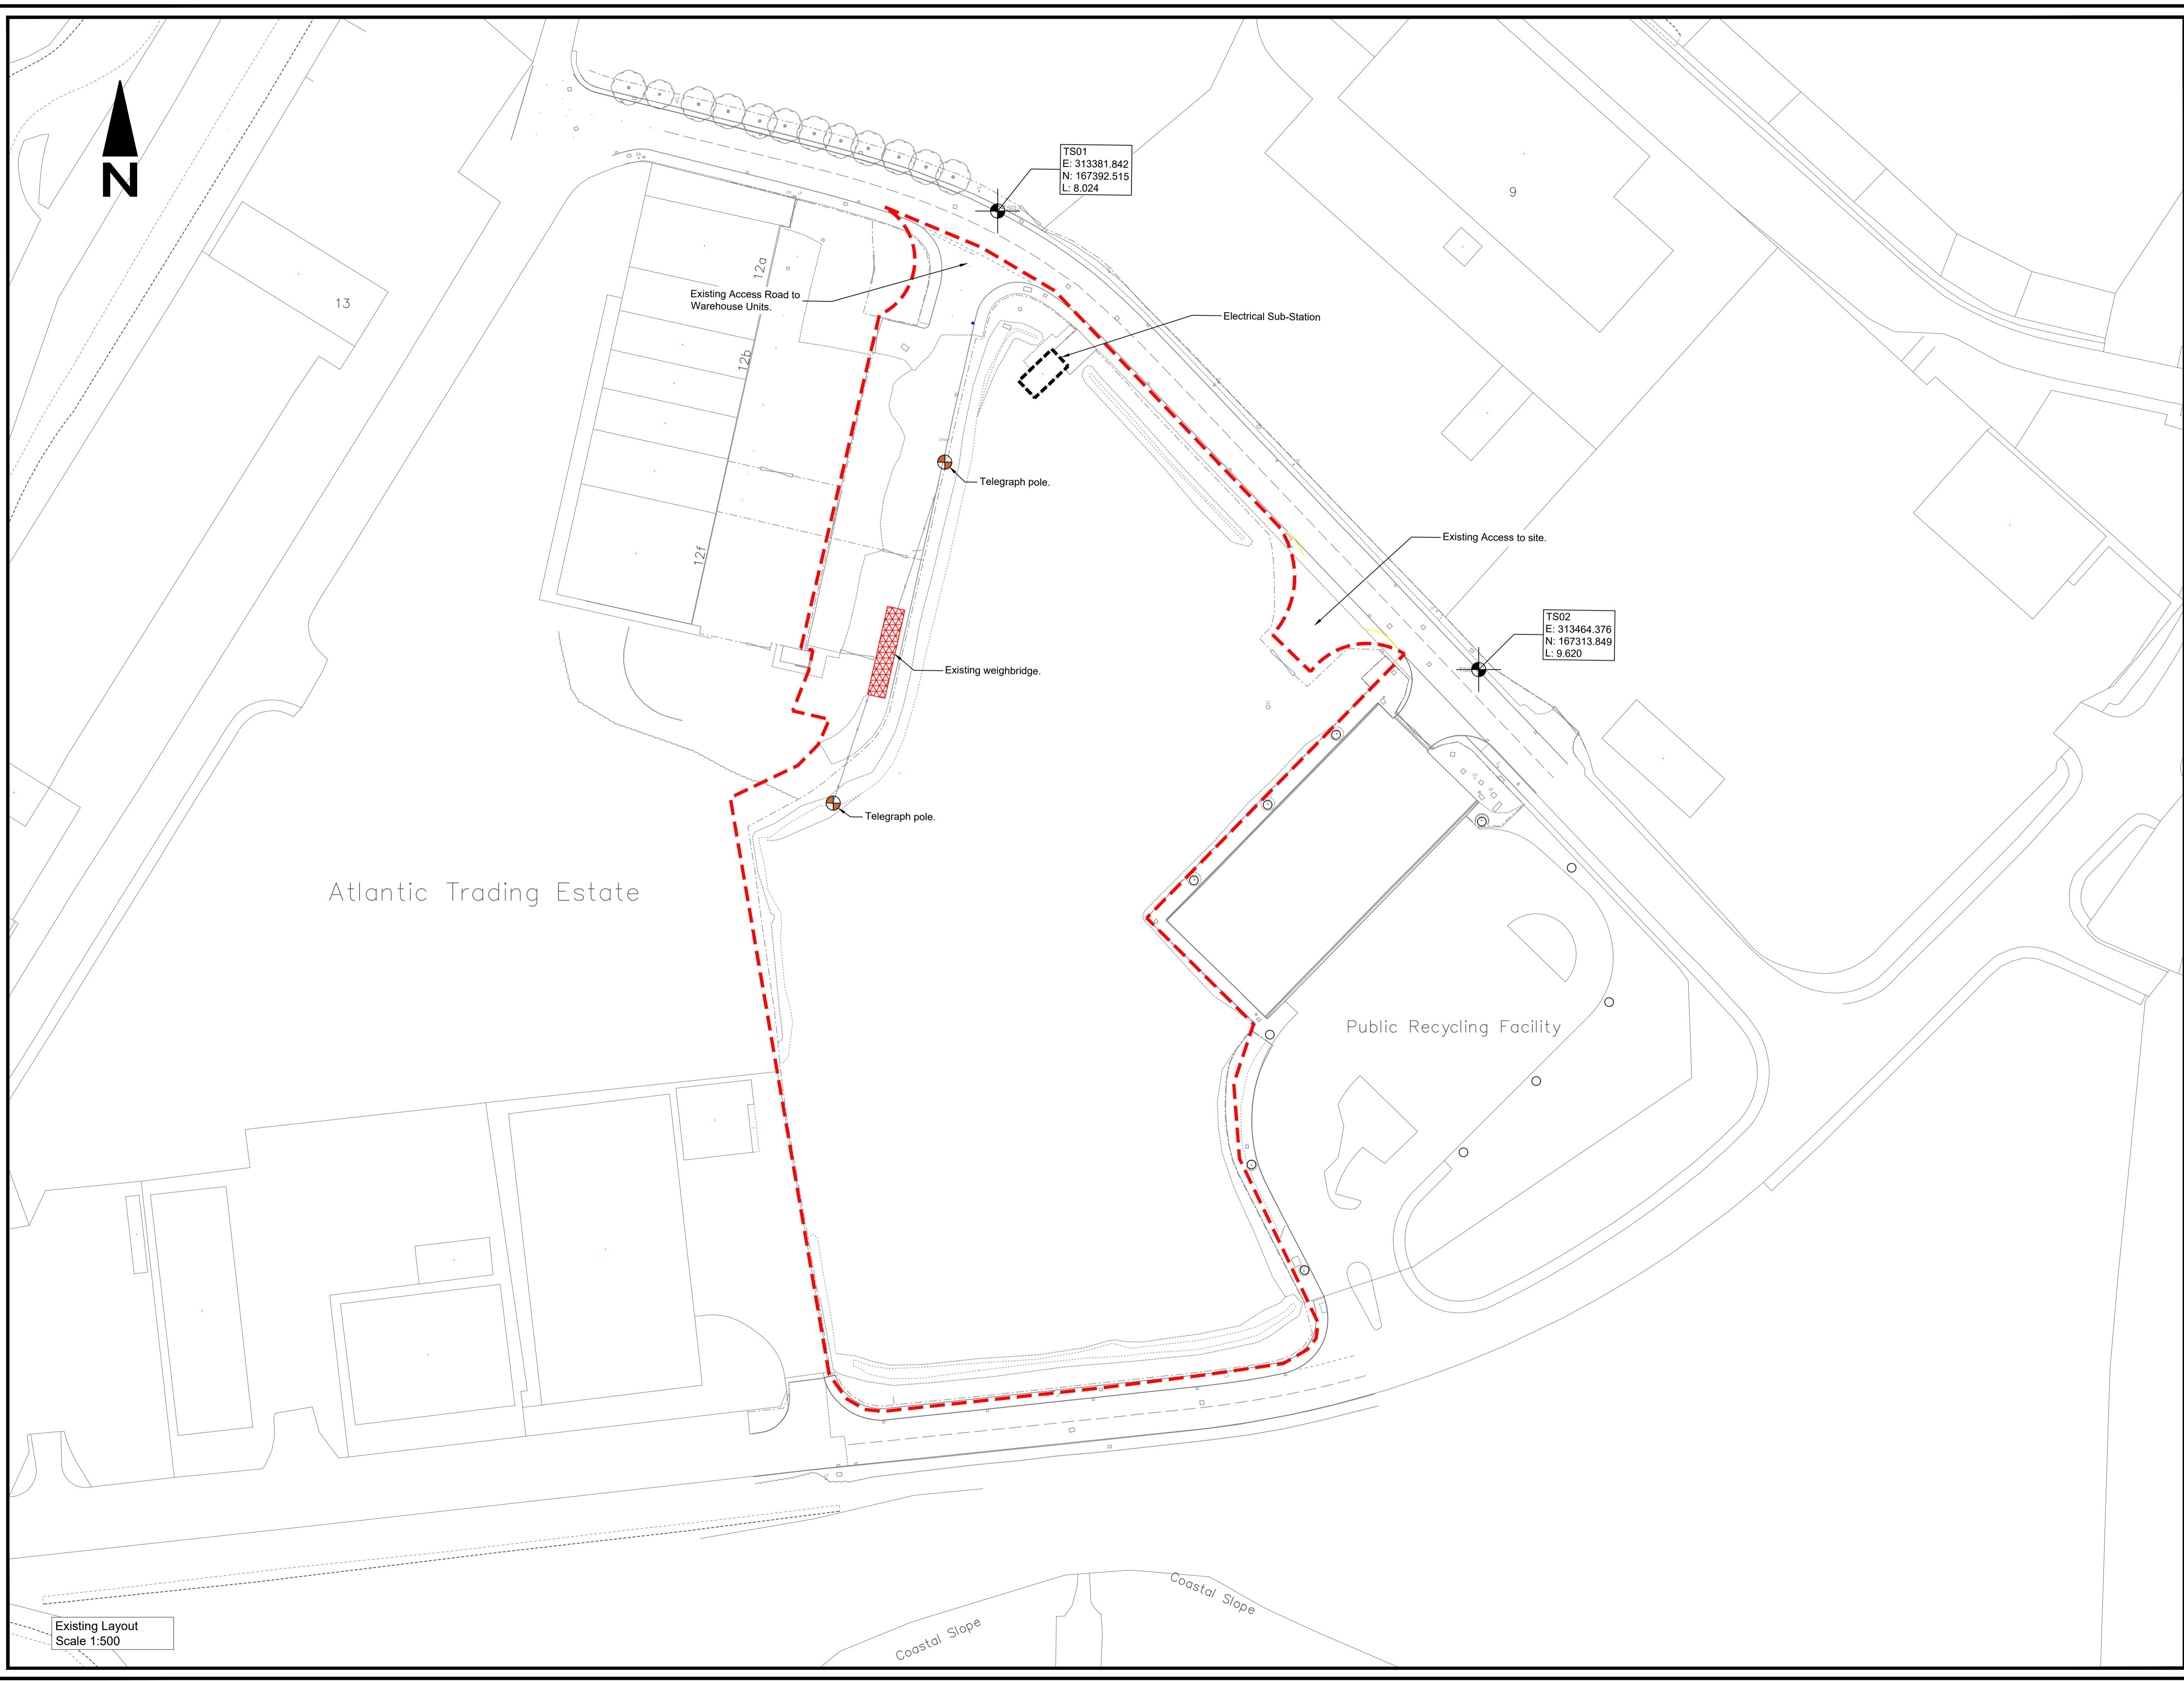 N
TS01
E: 313381.842
N: 167392.515
L: 8.024
9
13
12a
Existing Access Road to
Warehouse Units.
Electrical Sub-Station
12b
Telegraph pole.
Existing Access to site.
12f
TS02
E: 313464.376
N: 167313.849
L: 9.620
Existing weighbridge.
Telegraph pole.
Atlantic Trading Estate
Public Recycling Facility
Coastal Slope
Coastal Slope
Existing Layout
Scale 1:500